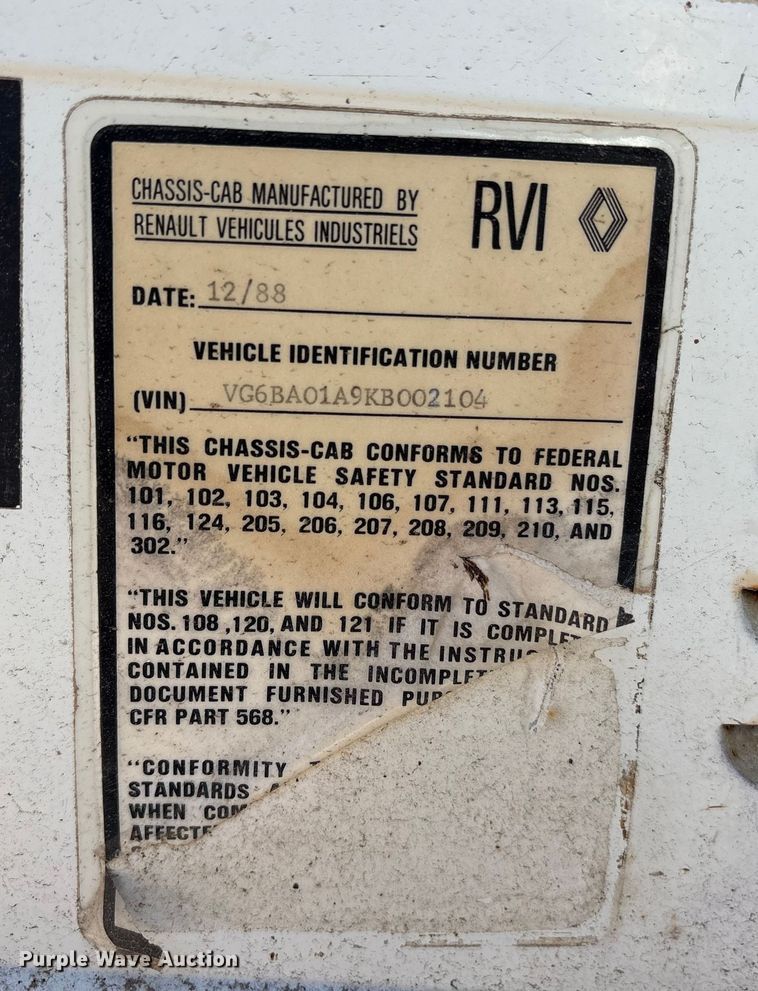 CHASSIS-CAB MANUFACTURED BY
RENAULT VEHICULES INDUSTRIELS
RVI
DATE: 12/88
VEHICLE IDENTIFICATION NUMBER
(VIN) VG6BA01A9KB002104
“THIS CHASSIS-CAB CONFORMS TO FEDERAL
MOTOR VEHICLE SAFETY STANDARD NOS.
101, 102, 103, 104, 106, 107, 111, 113, 115,
116, 124, 205, 206, 207, 208, 209, 210, AND
302.”
“THIS VEHICLE WILL CONFORM TO STANDARD
NOS. 108 ,120, AND 121 IF IT IS
IN ACCORDANCE WITH THE
CONTAINED IN THE
DOCUMENT FURNISHED
CFR PART 568.”
“CONFORMITY
STANDARDS
WHEN
Purple Wave Auction